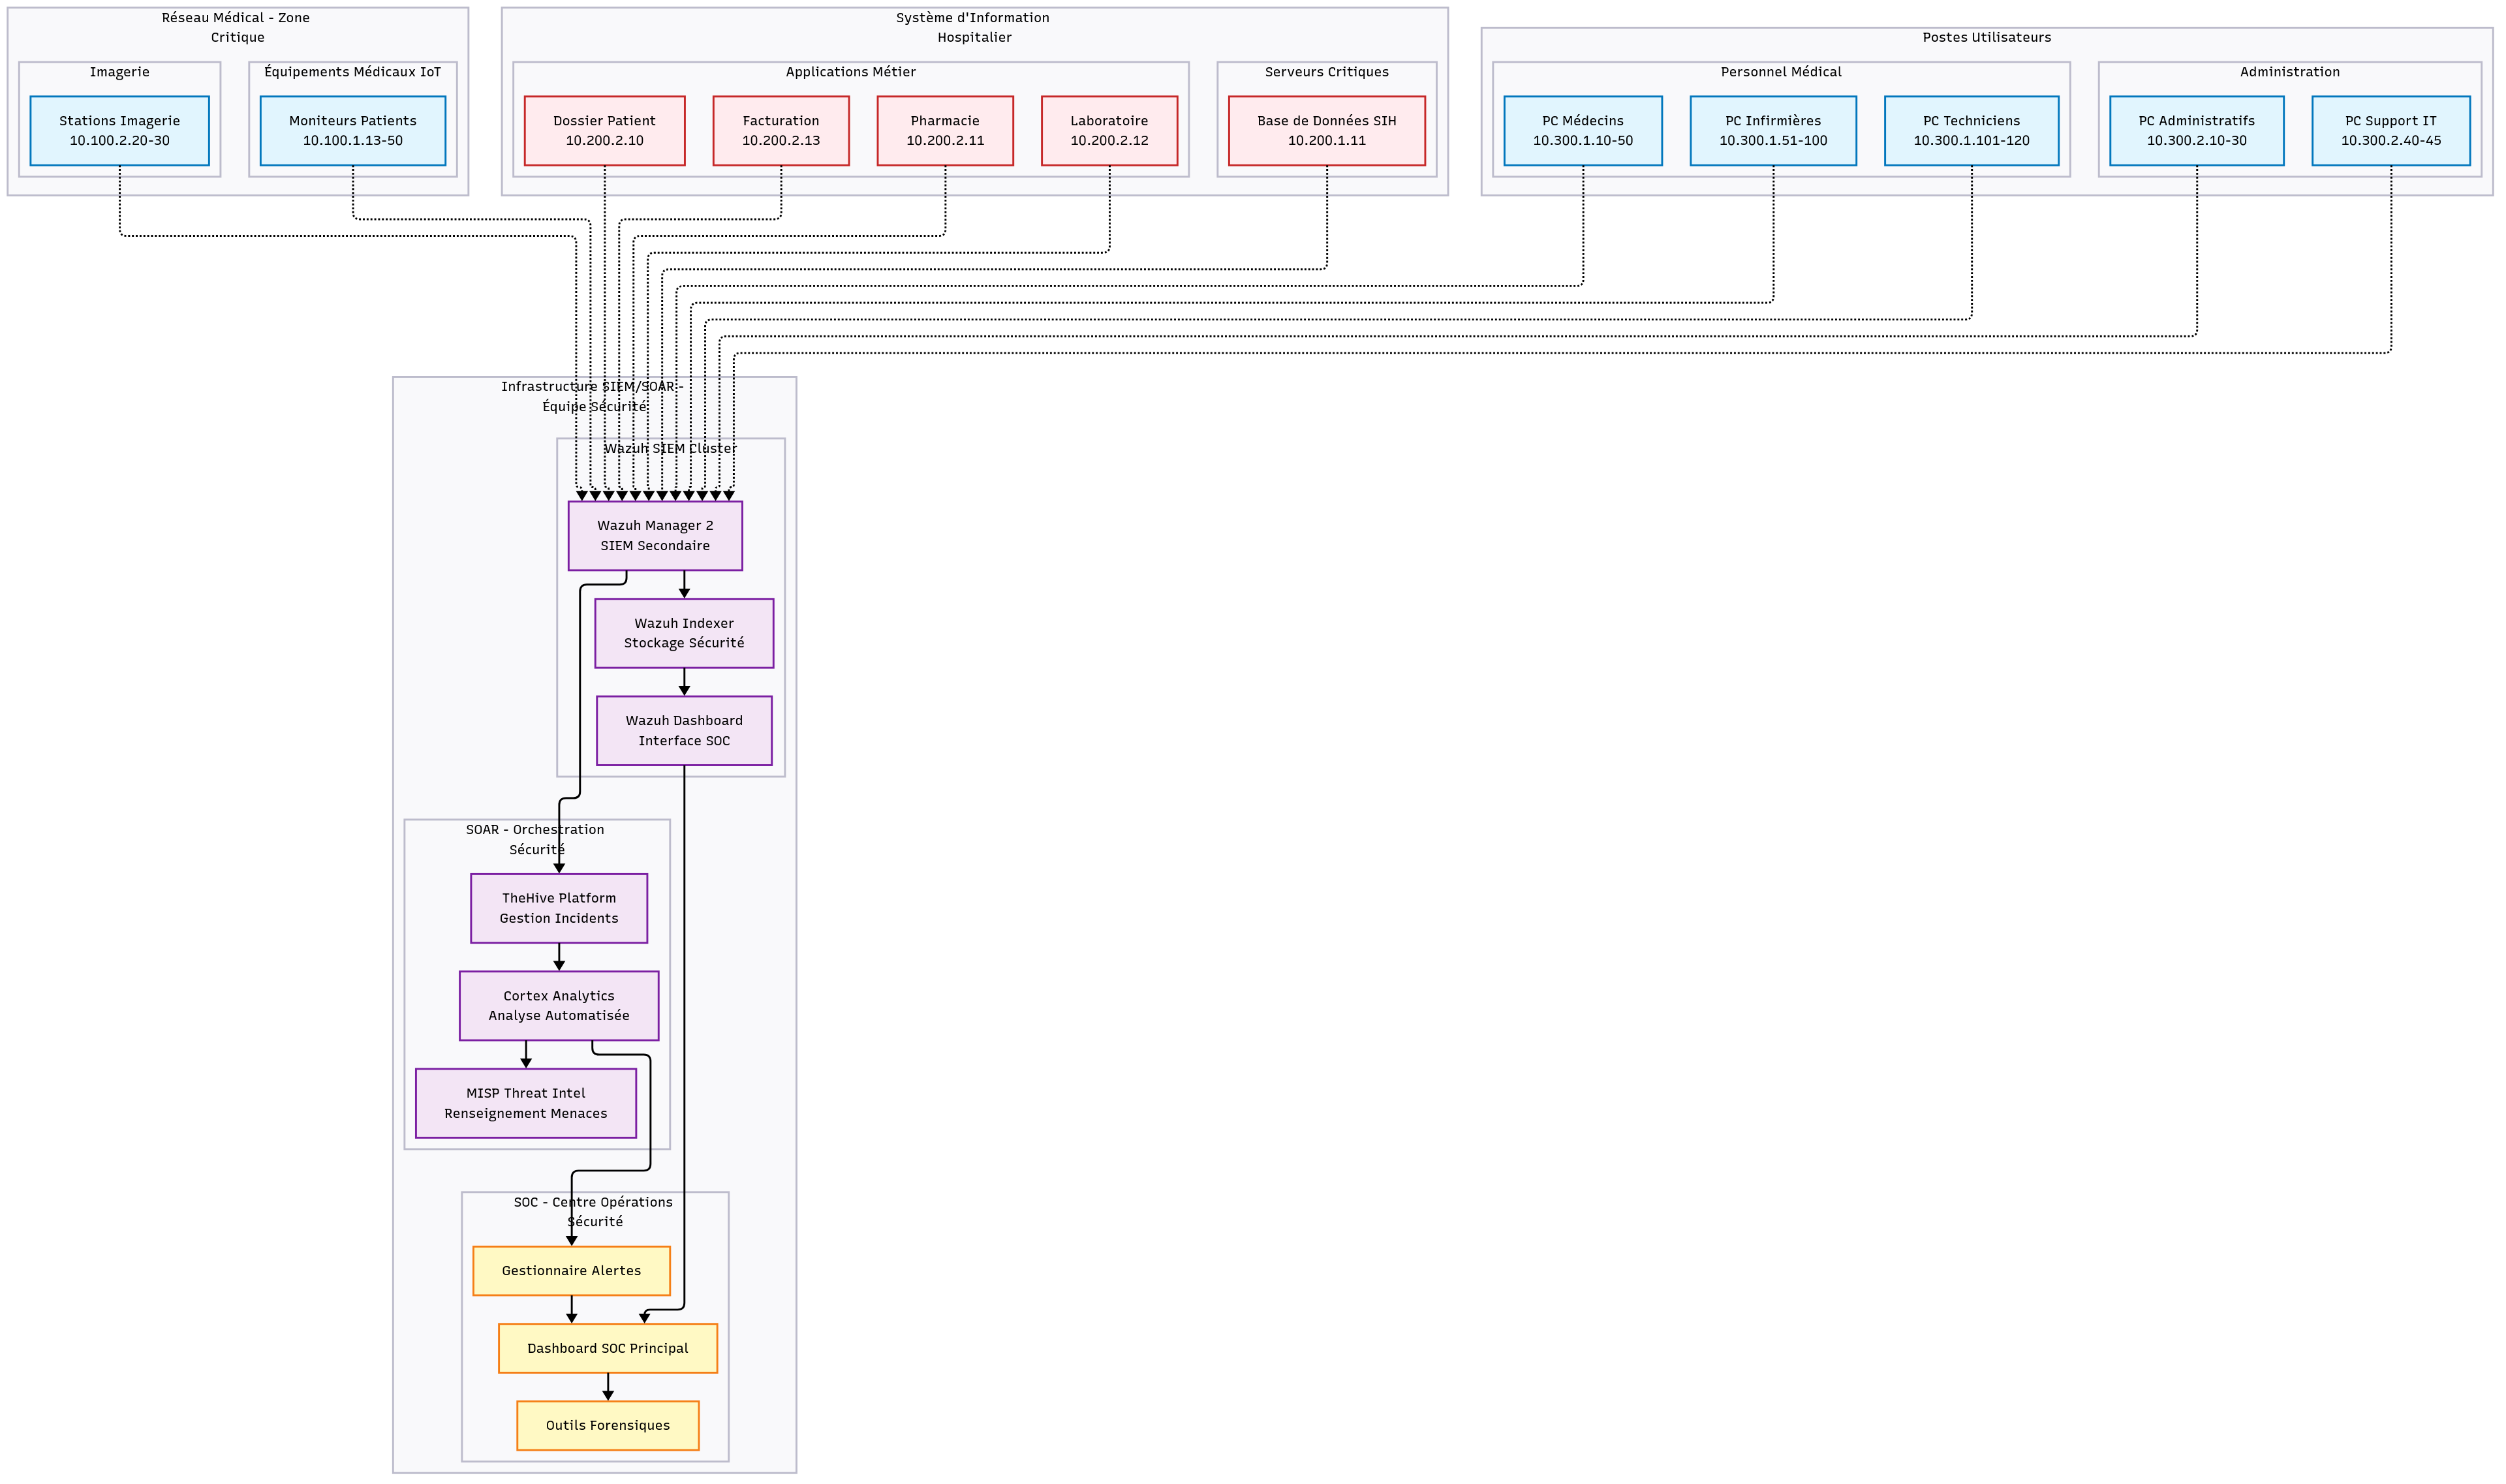 Réseau Médical - Zone
Critique
Imagerie
Stations Imagerie
10.100.2.20-30
Équipements Médicaux IoT
Moniteurs Patients
10.100.1.13-50
Système d'Information
Hospitalier
Applications Métier
Dossier Patient
10.200.2.10
Facturation
10.200.2.13
Pharmacie
10.200.2.11
Laboratoire
10.200.2.12
Serveurs Critiques
Base de Données SIH
10.200.1.11
Postes Utilisateurs
Personnel Médical
PC Médecins
10.300.1.10-50
PC Infirmières
10.300.1.51-100
PC Techniciens
10.300.1.101-120
Administration
PC Administratifs
10.300.2.10-30
PC Support IT
10.300.2.40-45
Infrastructure SIEM/SOAR -
Équipe Sécurité
Wazuh SIEM Cluster
Wazuh Manager 2
SIEM Secondaire
Wazuh Indexer
Stockage Sécurité
Wazuh Dashboard
Interface SOC
SOAR - Orchestration
Sécurité
TheHive Platform
Gestion Incidents
Cortex Analytics
Analyse Automatisée
MISP Threat Intel
Renseignement Menaces
SOC - Centre Opérations
Sécurité
Gestionnaire Alertes
Dashboard SOC Principal
Outils Forensiques